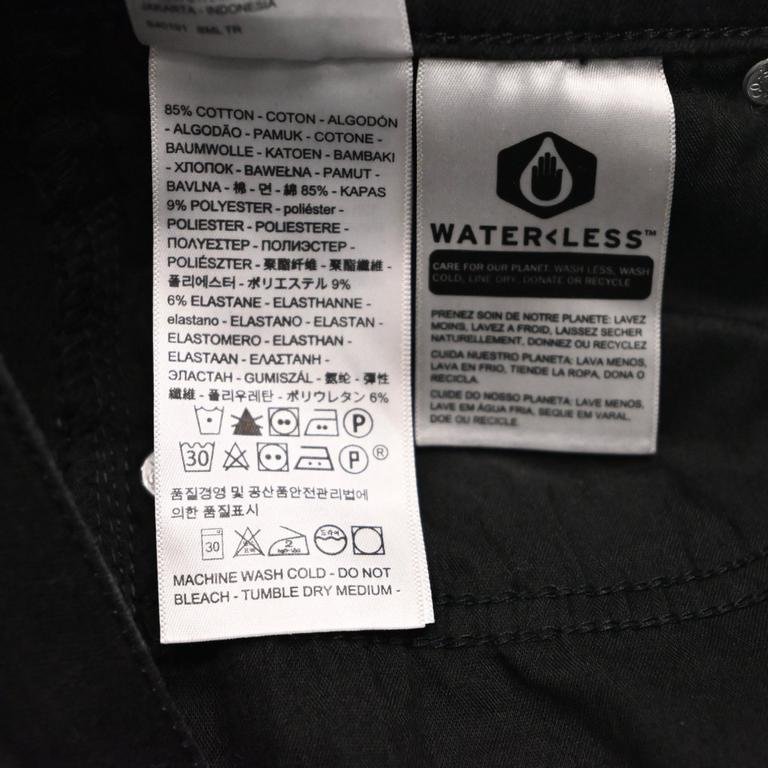 JAKARTA - INDONESIA
85% COTTON - COTON - ALGODÓN
- ALGODÃO - PAMUK - COTONE -
BAUMWOLLE - KATOEN - BAMBAKI
- ХЛОПОК - BAWEŁNA - PAMUT -
BAVLNA - 棉 - 면 - 綿 85% - KAPAS
9% POLYESTER - poliéster -
POLIESTER - POLIESTERE -
ΠΟΛΥΕΣΤΕΡ - ПОЛИЭСТЕР -
POLIÉSZTER - 聚酯纤维 - 聚酯纖維 -
폴리에스터 - ポリエステル 9%
6% ELASTANE - ELASTHANNE -
elastano - ELASTANO - ELASTAN -
ELASTOMERO - ELASTHAN -
ELASTAAN - ΕΛΑΣΤΑΝΗ -
ЭЛАСТАН - GUMISZÁL - 氨纶 - 彈性
纖維 - 폴리우레탄 - ポリウレタン 6%
P
30 P ®
품질경영 및 공산품안전관리법에
의한 품질표시
30 2 드라이
MACHINE WASH COLD - DO NOT
BLEACH - TUMBLE DRY MEDIUM -
WATER<LESS™
CARE FOR OUR PLANET: WASH LESS, WASH
COLD, LINE DRY, DONATE OR RECYCLE
PRENEZ SOIN DE NOTRE PLANETE: LAVEZ
MOINS, LAVEZ A FROID, LAISSEZ SECHER
NATURELLEMENT, DONNEZ OU RECYCLEZ
CUIDA NUESTRO PLANETA: LAVA MENOS,
LAVA EN FRIO, TIENDE LA ROPA, DONA O
RECICLA.
CUIDE DO NOSSO PLANETA: LAVE MENOS,
LAVE EM ÁGUA FRIA, SEQUE EM VARAL,
DOE OU RECICLE.